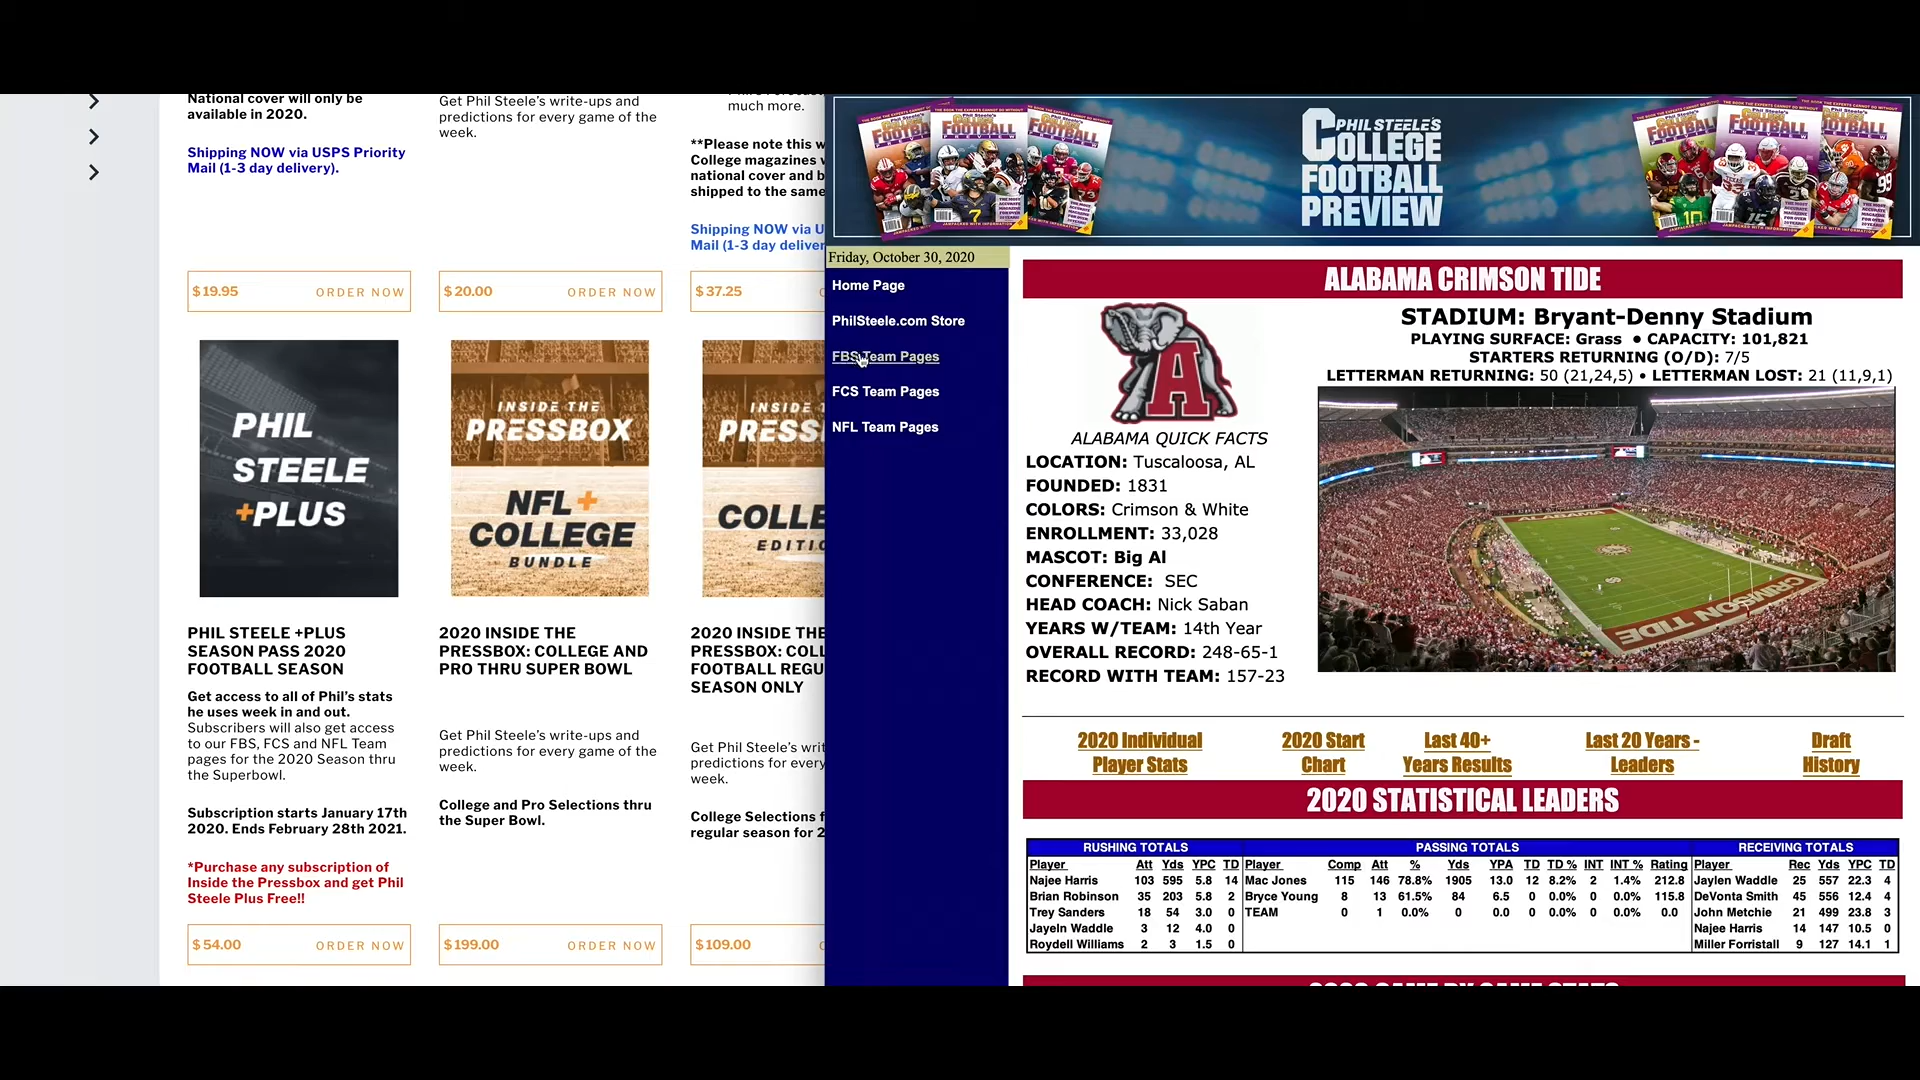 National cover will only be
available in 2020.
Shipping NOW via USPS Priority
Mail (1-3 day delivery).
$19.95 ORDER NOW
Get Phil Steele's write-ups and
predictions for every game of the
week.
$20.00 ORDER NOW
much more.
**Please note this w
College magazines
national cover and b
shipped to the same
Shipping NOW via U
Mail (1-3 day deliver
$37.25
PHIL
STEELE
+PLUS
PHIL STEELE +PLUS
SEASON PASS 2020
FOOTBALL SEASON
Get access to all of Phil's stats
he uses week in and out.
Subscribers will also get access
to our FBS, FCS and NFL Team
pages for the 2020 Season thru
the Superbowl.
Subscription starts January 17th
2020. Ends February 28th 2021.
*Purchase any subscription of
Inside the Pressbox and get Phil
Steele Plus Free!!
$54.00 ORDER NOW
INSIDE THE
PRESSBOX
NFL+
COLLEGE
BUNDLE
2020 INSIDE THE
PRESSBOX: COLLEGE AND
PRO THRU SUPER BOWL
Get Phil Steele's write-ups and
predictions for every game of the
week.
College and Pro Selections thru
the Super Bowl.
$199.00 ORDER NOW
INSIDE
PRESS
COLLE
EDITIO
2020 INSIDE THE
PRESSBOX: COLL
FOOTBALL REGU
SEASON ONLY
Get Phil Steele's writ
predictions for every
week.
College Selections f
regular season for 2
$109.00
PHIL STEELE'S
COLLEGE
FOOTBALL
PREVIEW
Friday, October 30, 2020
Home Page
PhilSteele.com Store
FBS Team Pages
FCS Team Pages
NFL Team Pages
ALABAMA CRIMSON TIDE
STADIUM: Bryant-Denny Stadium
PLAYING SURFACE: Grass • CAPACITY: 101,821
STARTERS RETURNING (O/D): 7/5
LETTERMAN RETURNING: 50 (21,24,5) • LETTERMAN LOST: 21 (11,9,1)
A
ALABAMA QUICK FACTS
LOCATION: Tuscaloosa, AL
FOUNDED: 1831
COLORS: Crimson & White
ENROLLMENT: 33,028
MASCOT: Big Al
CONFERENCE: SEC
HEAD COACH: Nick Saban
YEARS W/TEAM: 14th Year
OVERALL RECORD: 248-65-1
RECORD WITH TEAM: 157-23
ALABAMA
CRIMSON TIDE
2020 Individual
Player Stats
2020 Start
Chart
Last 40+
Years Results
Last 20 Years -
Leaders
Draft
History
2020 STATISTICAL LEADERS
RUSHING TOTALS
Player Att Yds YPC TD
Najee Harris 103 595 5.8 14
Brian Robinson 35 203 5.8 2
Trey Sanders 18 54 3.0 0
Jayeln Waddle 3 12 4.0 0
Roydell Williams 2 3 1.5 0
PASSING TOTALS
Player Comp Att % Yds YPA TD TD % INT INT % Rating
Mac Jones 115 146 78.8% 1905 13.0 12 8.2% 2 1.4% 212.8
Bryce Young 8 13 61.5% 84 6.5 0 0.0% 0 0.0% 115.8
TEAM 0 1 0.0% 0 0.0 0 0.0% 0 0.0% 0.0
RECEIVING TOTALS
Player Rec Yds YPC TD
Jaylen Waddle 25 557 22.3 4
DeVonta Smith 45 556 12.4 4
John Metchie 21 499 23.8 3
Najee Harris 14 147 10.5 0
Miller Forristall 9 127 14.1 1